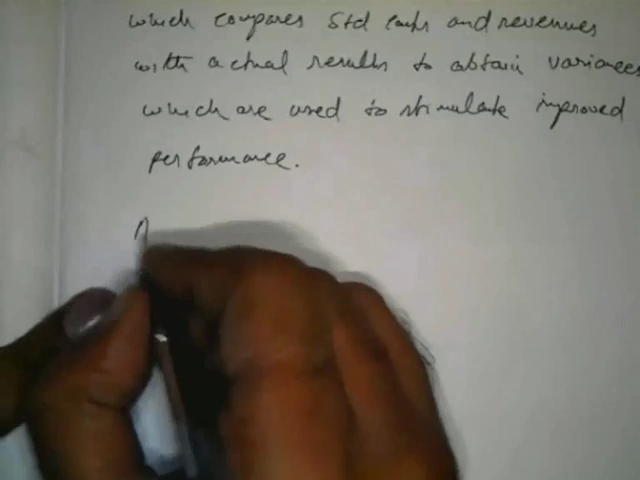 which compares Std costs and revenues
with actual results to obtain variances
which are used to stimulate improved
performance.